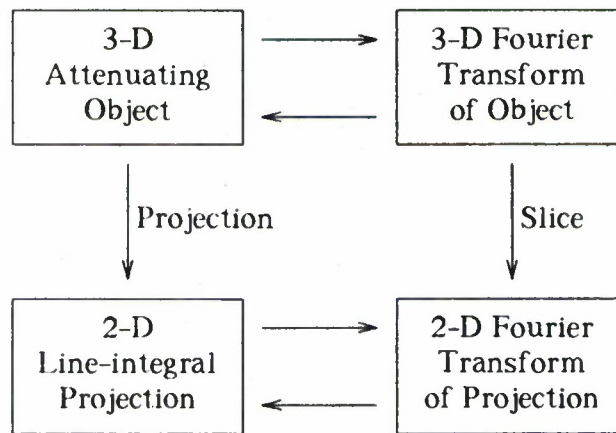 3-D
Attenuating
Object
3-D Fourier
Transform
of Object
Projection
Slice
2-D
Line-integral
Projection
2-D Fourier
Transform
of Projection